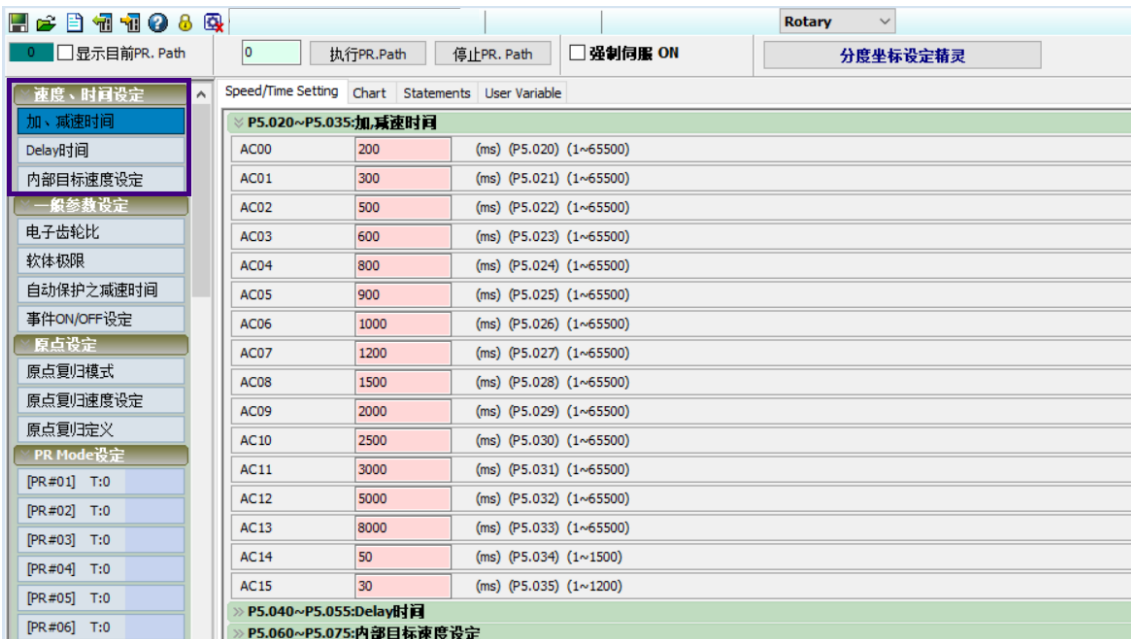 Rotary
0 显示目前PR. Path 0 执行PR.Path 停止PR. Path 强制伺服 ON 分度坐标设定精灵
速度、时间设定
加、减速时间
Delay时间
内部目标速度设定
一般参数设定
电子齿轮比
软体极限
自动保护之减速时间
事件ON/OFF设定
原点设定
原点复归模式
原点复归速度设定
原点复归定义
PR Mode设定
[PR#01] T:0
[PR#02] T:0
[PR#03] T:0
[PR#04] T:0
[PR#05] T:0
[PR#06] T:0
Speed/Time Setting Chart Statements User Variable
P5.020~P5.035:加,减速时间
AC00 200 (ms) (P5.020) (1~65500)
AC01 300 (ms) (P5.021) (1~65500)
AC02 500 (ms) (P5.022) (1~65500)
AC03 600 (ms) (P5.023) (1~65500)
AC04 800 (ms) (P5.024) (1~65500)
AC05 900 (ms) (P5.025) (1~65500)
AC06 1000 (ms) (P5.026) (1~65500)
AC07 1200 (ms) (P5.027) (1~65500)
AC08 1500 (ms) (P5.028) (1~65500)
AC09 2000 (ms) (P5.029) (1~65500)
AC10 2500 (ms) (P5.030) (1~65500)
AC11 3000 (ms) (P5.031) (1~65500)
AC12 5000 (ms) (P5.032) (1~65500)
AC13 8000 (ms) (P5.033) (1~65500)
AC14 50 (ms) (P5.034) (1~1500)
AC15 30 (ms) (P5.035) (1~1200)
P5.040~P5.055:Delay时间
P5.060~P5.075:内部目标速度设定